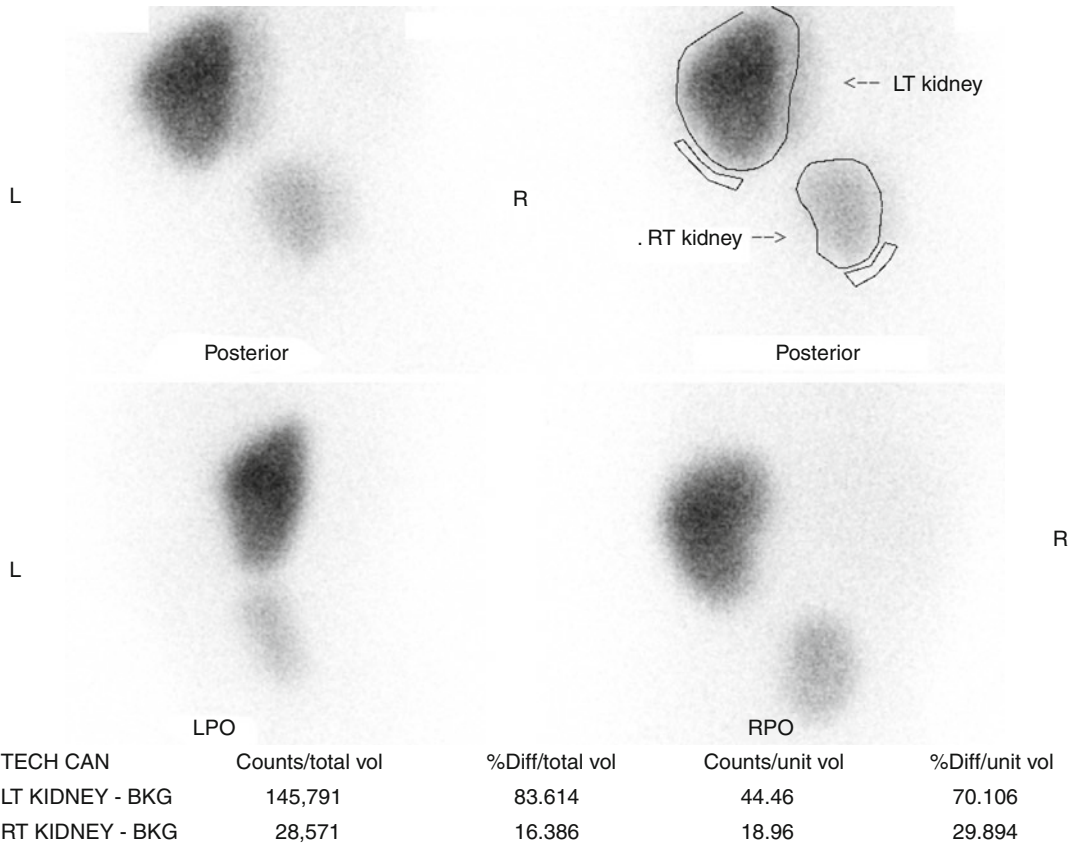 LT kidney
L
R
. RT kidney
Posterior
Posterior
R
L
LPO
RPO
TECH CAN Counts/total vol %Diff/total vol Counts/unit vol %Diff/unit vol
LT KIDNEY - BKG 145,791 83.614 44.46 70.106
RT KIDNEY - BKG 28,571 16.386 18.96 29.894